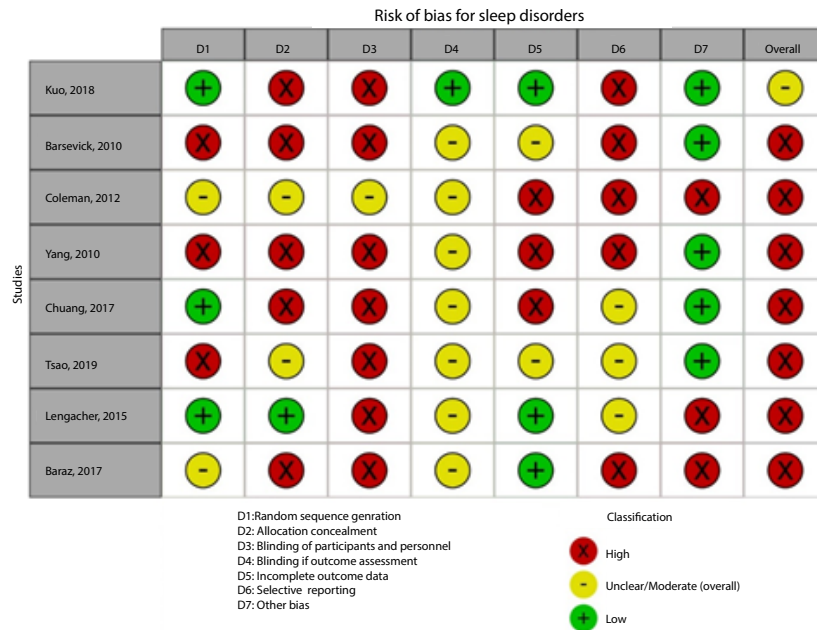 Risk of bias for sleep disorders
D1 D2 D3 D4 D5 D6 D7 Overall
Studies
Kuo, 2018 + X X + + X + -
Barsevick, 2010 X X X - - X + X
Coleman, 2012 - - - - X X X X
Yang, 2010 X X X - X X + X
Chuang, 2017 + X X - X - + X
Tsao, 2019 X - X - - - + X
Lengacher, 2015 + + X - + - X X
Baraz, 2017 - X X - + X X X
D1:Random sequence genration
D2: Allocation concealment
D3: Blinding of participants and personnel
D4: Blinding if outcome assessment
D5: Incomplete outcome data
D6: Selective reporting
D7: Other bias
Classification
X High
- Unclear/Moderate (overall)
+ Low